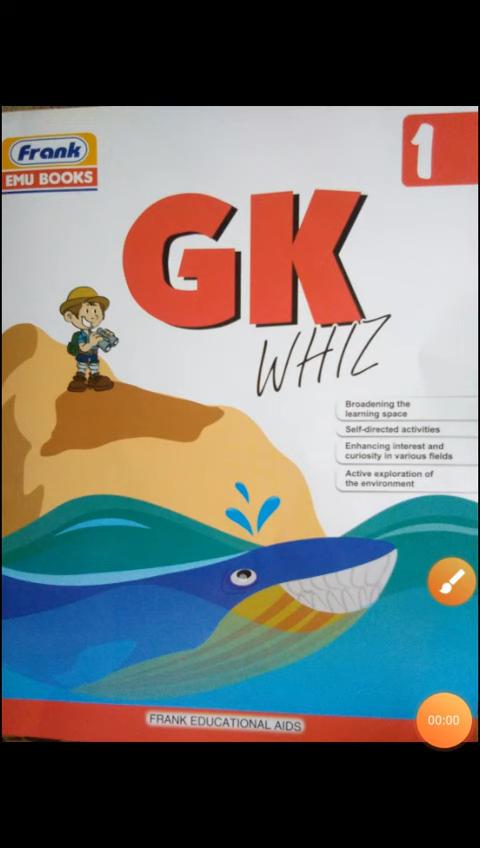 Frank
EMU BOOKS
1
GK
WHIZ
Broadening the
learning space
Self-directed activities
Enhancing interest and
curiosity in various fields
Active exploration of
the environment
00:00
FRANK EDUCATIONAL AIDS